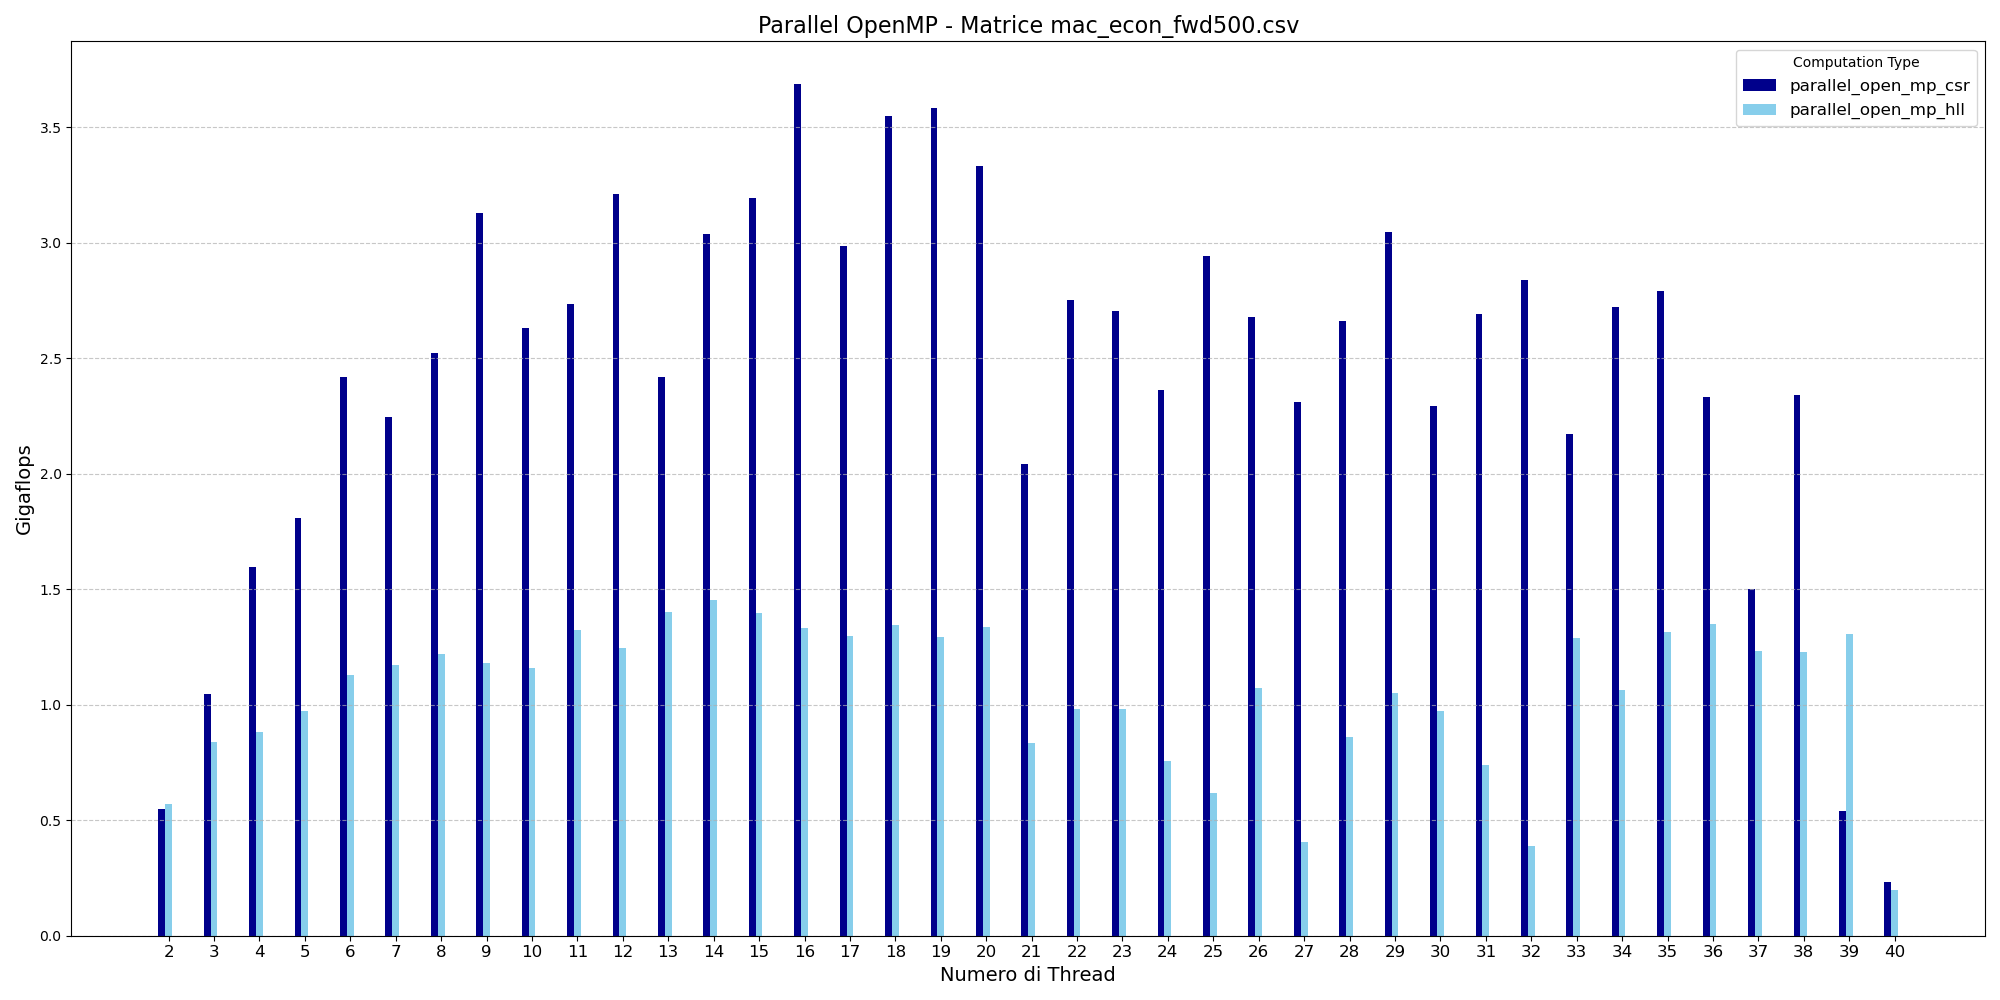 Parallel OpenMP - Matrice mac_econ_fwd500.csv
Computation Type
parallel_open_mp_csr
parallel_open_mp_hll
3.5
3.0
2.5
2.0
1.5
1.0
0.5
0.0
Gigaflops
2 3 4 5 6 7 8 9 10 11 12 13 14 15 16 17 18 19 20 21 22 23 24 25 26 27 28 29 30 31 32 33 34 35 36 37 38 39 40
Numero di Thread